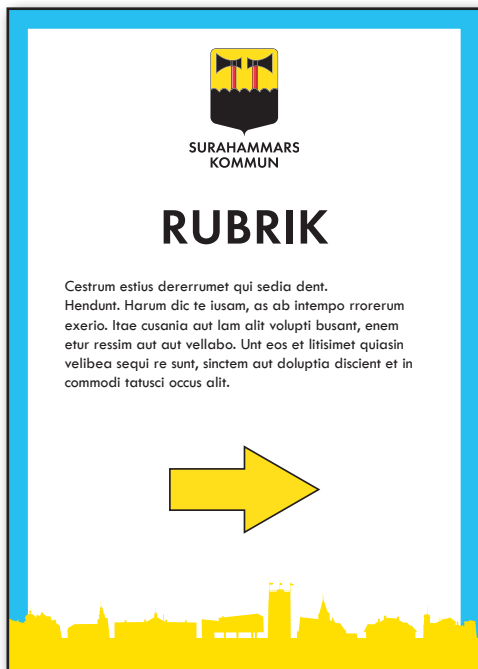 SURAHAMMARS
KOMMUN
RUBRIK
Cestrum estius dererrumet qui sedia dent.
Hendunt. Harum dic te iusam, as ab intempo rrorerum
exerio. Itae cusania aut lam alit volupti busant, enem
etur ressim aut aut vellabo. Unt eos et litisimet quiasin
velibea sequi re sunt, sinctem aut doluptia discient et in
commodi tatusci occus alit.